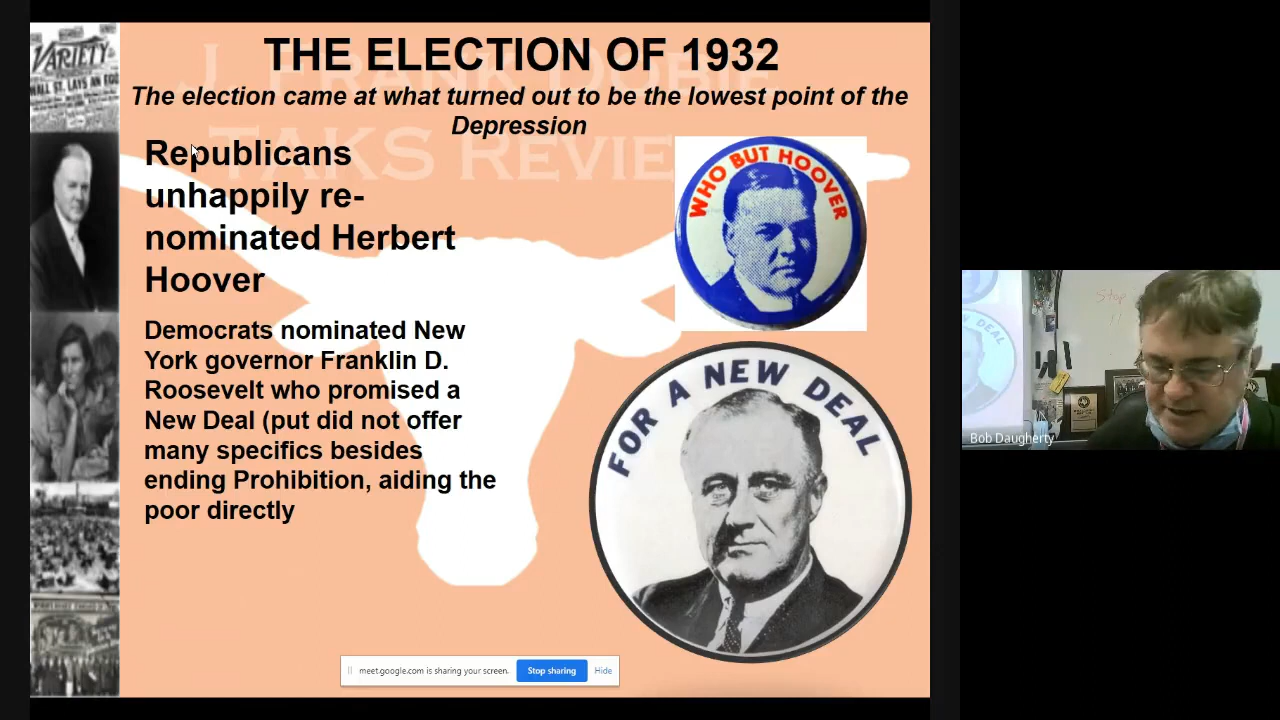 THE ELECTION OF 1932
The election came at what turned out to be the lowest point of the
Depression
J. FRANK DOBIE
TAKS REVIE
VARIETY
WALL ST. LAYS AN EGG
Republicans
unhappily re-
nominated Herbert
Hoover
WHO BUT HOOVER
Democrats nominated New
York governor Franklin D.
Roosevelt who promised a
New Deal (put did not offer
many specifics besides
ending Prohibition, aiding the
poor directly
FOR A NEW DEAL
meet.google.com is sharing your screen.
Stop sharing
Hide
Stop
N DEAL
Bob Daugherty